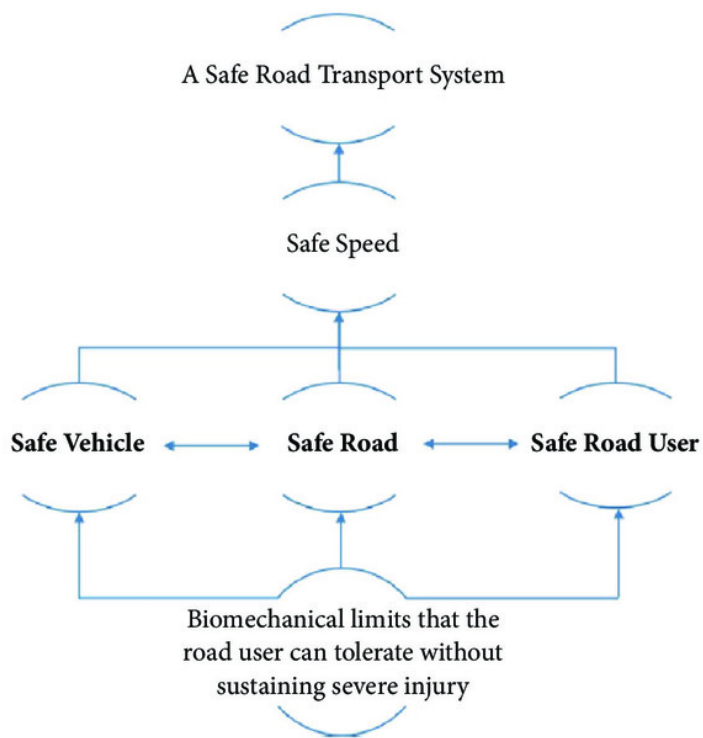 A Safe Road Transport System
Safe Speed
Safe Vehicle
Safe Road
Safe Road User
Biomechanical limits that the
road user can tolerate without
sustaining severe injury